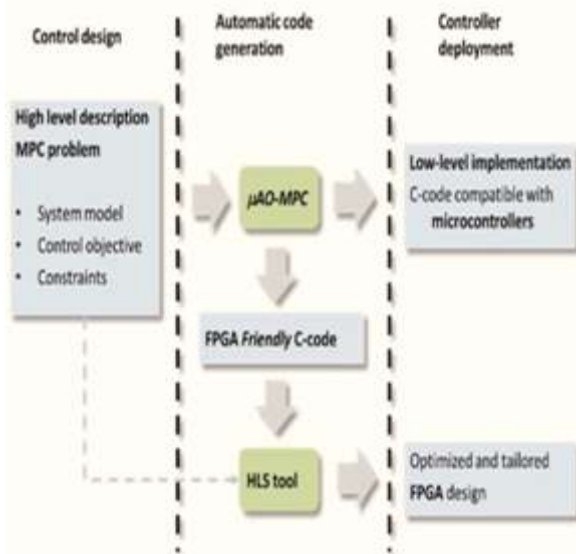 Control design
Automatic code
generation
Controller
deployment
High level description
MPC problem
• System model
• Control objective
• Constraints
μAO-MPC
Low-level implementation
C-code compatible with
microcontrollers
FPGA Friendly C-code
HLS tool
Optimized and tailored
FPGA design